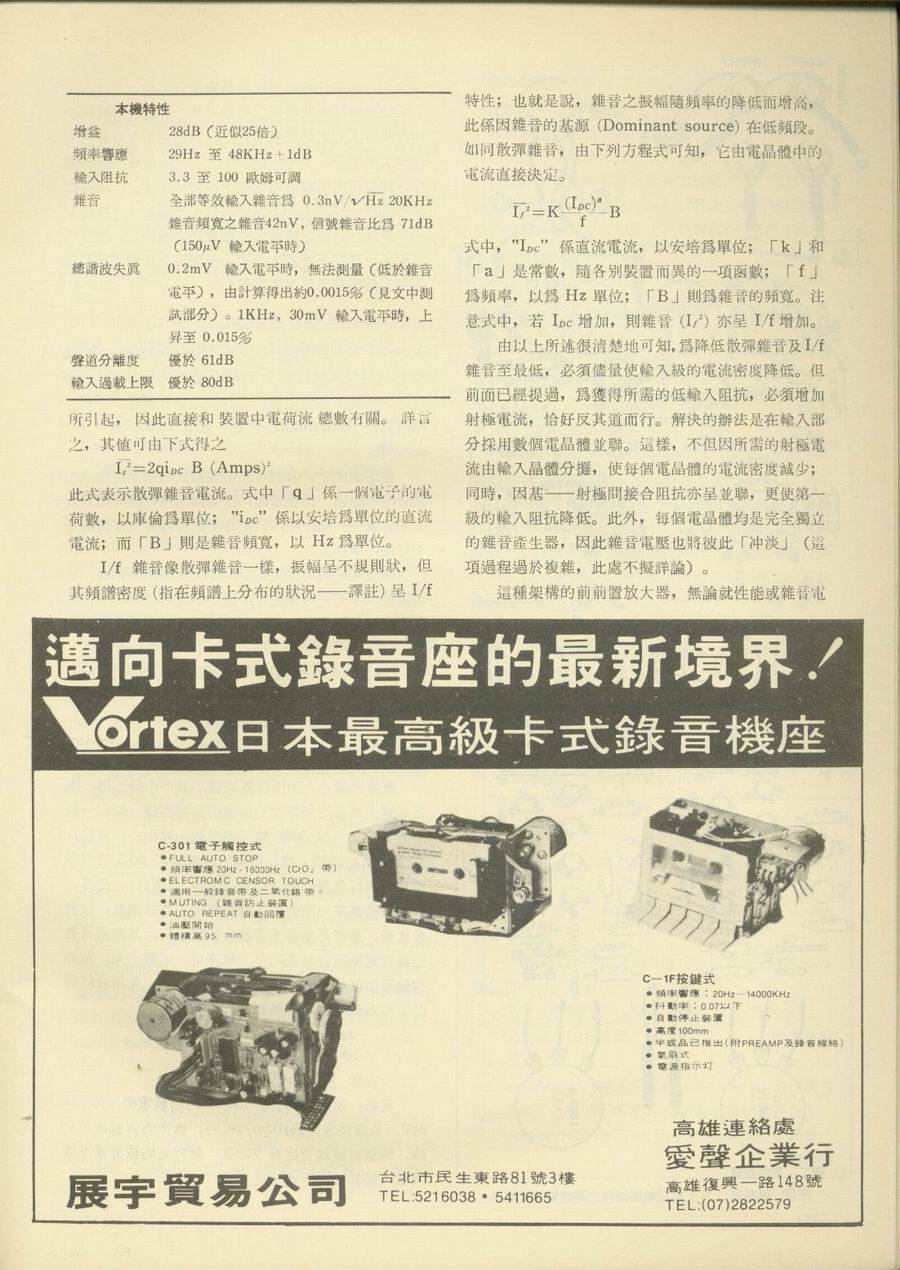 本機特性
增益 28dB（近似25倍）
頻率響應 29Hz 至 48KHz+1dB
輸入阻抗 3.3 至 100 歐姆可調
雜音 全部等效輸入雜音爲 0.3nV/√Hz 20KHz
雜音頻寬之雜音42nV，信號雜音比爲 71dB
（150μV 輸入電平時）
總諧波失眞 0.2mV 輸入電平時，無法測量（低於雜音
電平），由計算得出約0.0015%（見文中測
試部分）。1KHz, 30mV 輸入電平時，上
昇至 0.015%
聲道分離度 優於 61dB
輸入過載上限 優於 80dB
所引起，因此直接和裝置中電荷流總數有關。詳言
之，其値可由下式得之
I̅ₛ²=2qiDC B (Amps)²
此式表示散彈雜音電流。式中「q」係一個電子的電
荷數，以庫倫爲單位；“iDC” 係以安培爲單位的直流
電流；而「B」則是雜音頻寬，以 Hz 爲單位。
I/f 雜音像散彈雜音一樣，振幅呈不規則狀，但
其頻譜密度 (指在頻譜上分布的狀況——譯註) 呈 I/f
特性；也就是說，雜音之振幅隨頻率的降低而增高，
此係因雜音的基源 (Dominant source) 在低頻段。
如同散彈雜音，由下列方程式可知，它由電晶體中的
電流直接決定。
I̅f²=K (IDC)ᵃ/f B
式中，“IDC” 係直流電流，以安培爲單位；「k」和
「a」是常數，隨各別裝置而異的一項函數；「f」
爲頻率，以爲 Hz 單位；「B」則爲雜音的頻寬。注
意式中，若 IDC 增加，則雜音 (If²) 亦呈 I/f 增加。
由以上所述很清楚地可知，爲降低散彈雜音及I/f
雜音至最低，必須儘量使輸入級的電流密度降低。但
前面已經提過，爲獲得所需的低輸入阻抗，必須增加
射極電流，恰好反其道而行。解決的辦法是在輸入部
分採用數個電晶體並聯。這樣，不但因所需的射極電
流由輸入晶體分攤，使每個電晶體的電流密度減少；
同時，因基——射極間接合阻抗亦呈並聯，更使第一
級的輸入阻抗降低。此外，每個電晶體均是完全獨立
的雜音產生器，因此雜音電壓也將彼此「冲淡」（這
項過程過於複雜，此處不擬詳論）。
這種架構的前前置放大器，無論就性能或雜音電
邁向卡式錄音座的最新境界！
Vortex日本最高級卡式錄音機座
C-301 電子觸控式
●FULL AUTO STOP
●頻率響應 20Hz - 16000Hz（CrO₂ 帶）
●ELECTROMC CENSOR TOUCH
●適用一般錄音帶及二氧化鉻帶。
●MUTING（雜音防止裝置）
●AUTO REPEAT 自動回覆
●油壓開始
●體積高95 mm
C—1F按鍵式
●頻率響應：20Hz—14000KHz
●抖動率：0.07以下
●自動停止裝置
●高度100mm
●半成品已推出(附PREAMP及錄音線絡)
●氣扇式
●電源指示灯
展宇貿易公司
台北市民生東路81號3樓
TEL:5216038 • 5411665
高雄連絡處
愛聲企業行
高雄復興一路148號
TEL:(07)2822579